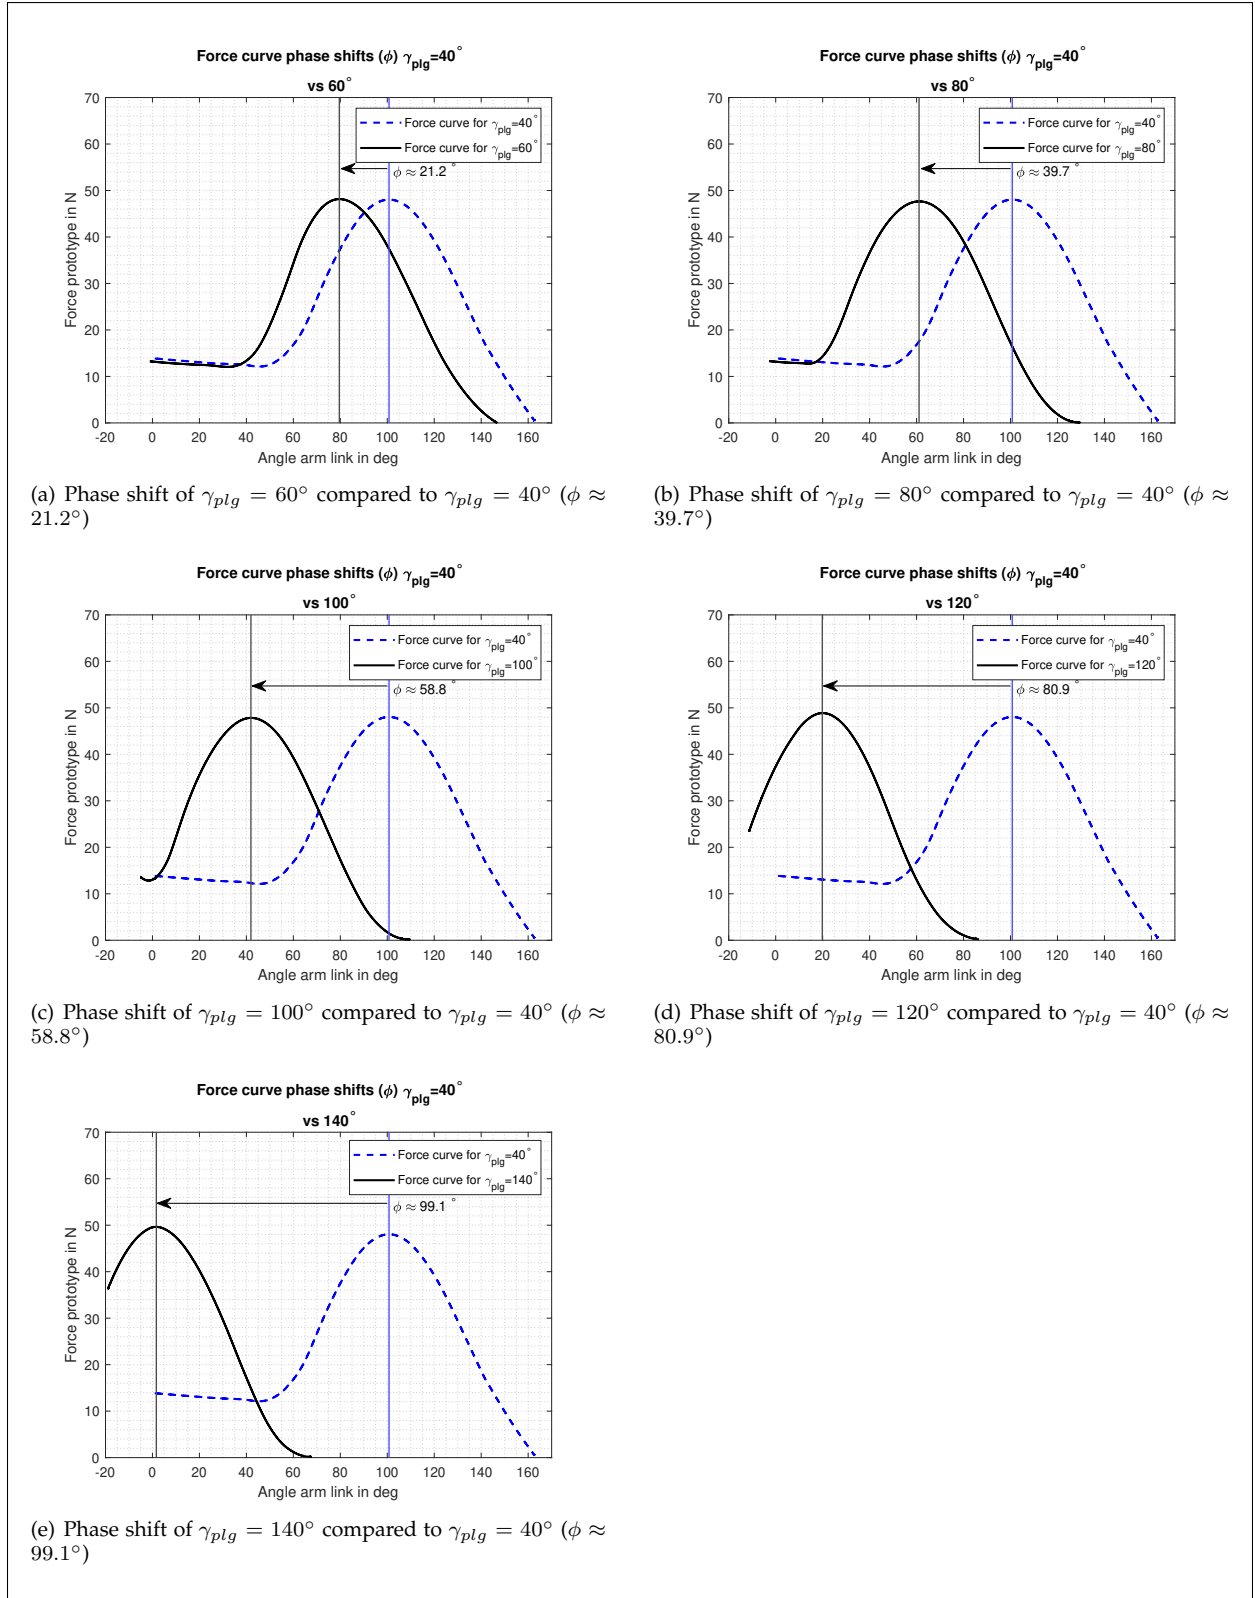 Force curve phase shifts (ϕ) γplg=40°
vs 60°
Force curve for γplg=40°
Force curve for γplg=60°
ϕ ≈ 21.2 °
70
60
50
40
30
20
10
0
Force prototype in N
-20 0 20 40 60 80 100 120 140 160
Angle arm link in deg
(a) Phase shift of γplg = 60° compared to γplg = 40° (ϕ ≈
21.2°)
Force curve phase shifts (ϕ) γplg=40°
vs 80°
Force curve for γplg=40°
Force curve for γplg=80°
ϕ ≈ 39.7 °
70
60
50
40
30
20
10
0
Force prototype in N
-20 0 20 40 60 80 100 120 140 160
Angle arm link in deg
(b) Phase shift of γplg = 80° compared to γplg = 40° (ϕ ≈
39.7°)
Force curve phase shifts (ϕ) γplg=40°
vs 100°
Force curve for γplg=40°
Force curve for γplg=100°
ϕ ≈ 58.8 °
70
60
50
40
30
20
10
0
Force prototype in N
-20 0 20 40 60 80 100 120 140 160
Angle arm link in deg
(c) Phase shift of γplg = 100° compared to γplg = 40° (ϕ ≈
58.8°)
Force curve phase shifts (ϕ) γplg=40°
vs 120°
Force curve for γplg=40°
Force curve for γplg=120°
ϕ ≈ 80.9 °
70
60
50
40
30
20
10
0
Force prototype in N
-20 0 20 40 60 80 100 120 140 160
Angle arm link in deg
(d) Phase shift of γplg = 120° compared to γplg = 40° (ϕ ≈
80.9°)
Force curve phase shifts (ϕ) γplg=40°
vs 140°
Force curve for γplg=40°
Force curve for γplg=140°
ϕ ≈ 99.1 °
70
60
50
40
30
20
10
0
Force prototype in N
-20 0 20 40 60 80 100 120 140 160
Angle arm link in deg
(e) Phase shift of γplg = 140° compared to γplg = 40° (ϕ ≈
99.1°)